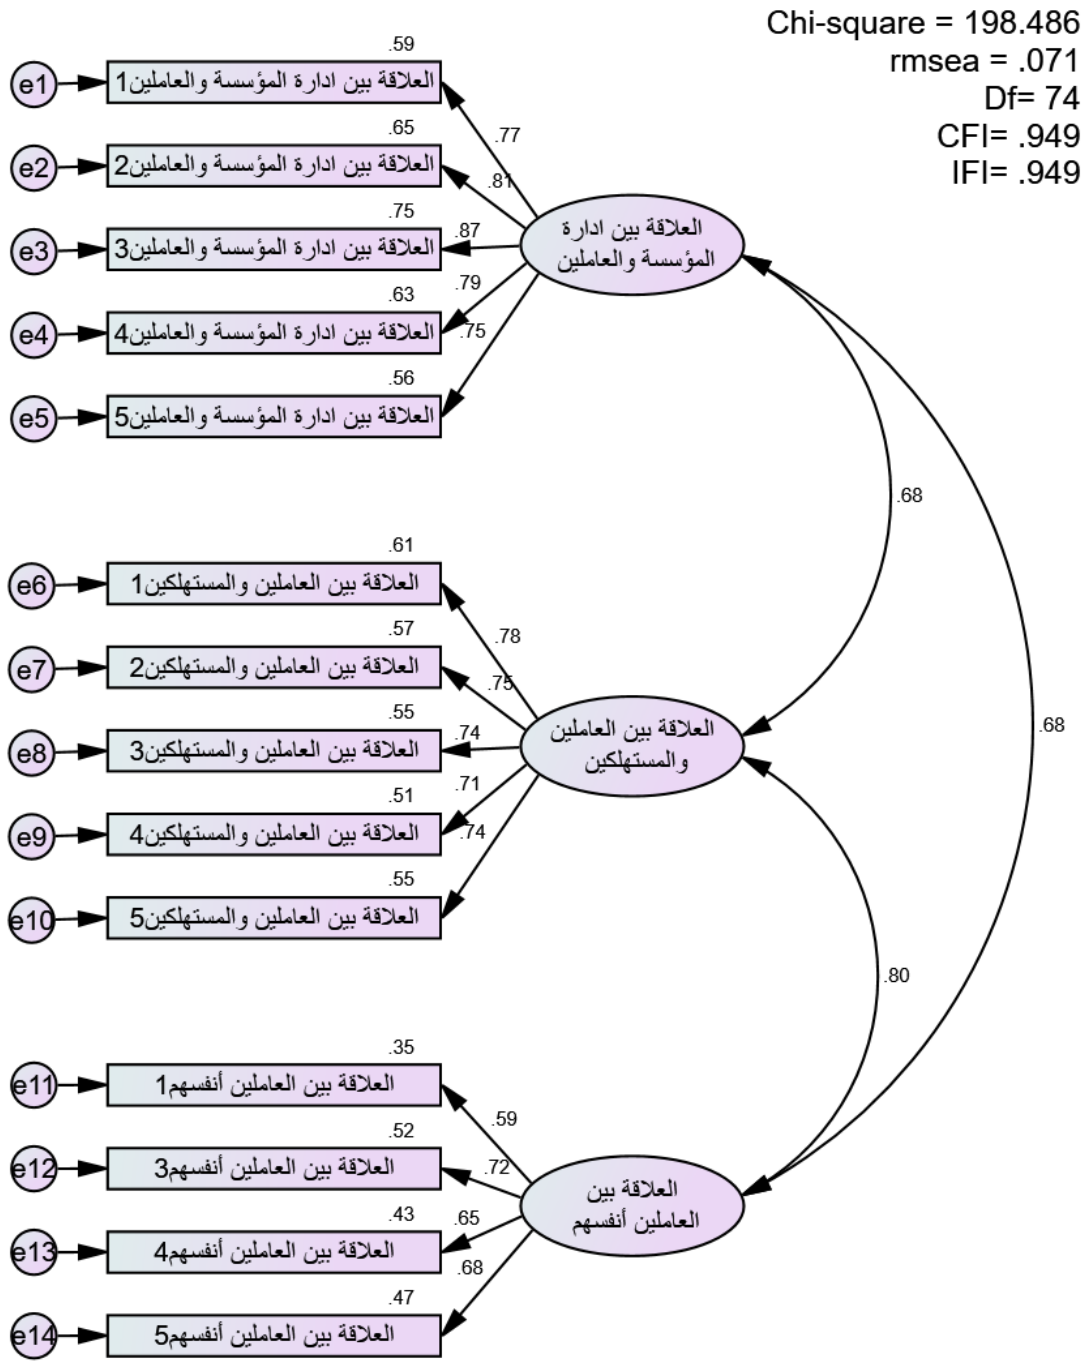 Chi-square = 198.486
rmsea = .071
Df= 74
CFI= .949
IFI= .949
.59
e1
العلاقة بين ادارة المؤسسة والعاملين1
.77
.65
e2
العلاقة بين ادارة المؤسسة والعاملين2
.81
.75
e3
العلاقة بين ادارة المؤسسة والعاملين3
.87
العلاقة بين ادارة
المؤسسة والعاملين
.63
e4
العلاقة بين ادارة المؤسسة والعاملين4
.79
.56
e5
العلاقة بين ادارة المؤسسة والعاملين5
.75
.68
.61
e6
العلاقة بين العاملين والمستهلكين1
.78
.57
e7
العلاقة بين العاملين والمستهلكين2
.75
.55
e8
العلاقة بين العاملين والمستهلكين3
.74
العلاقة بين العاملين
والمستهلكين
.68
.51
e9
العلاقة بين العاملين والمستهلكين4
.71
.55
e10
العلاقة بين العاملين والمستهلكين5
.74
.80
.35
e11
العلاقة بين العاملين أنفسهم1
.59
.52
e12
العلاقة بين العاملين أنفسهم3
.72
العلاقة بين
العاملين أنفسهم
.43
e13
العلاقة بين العاملين أنفسهم4
.65
.47
e14
العلاقة بين العاملين أنفسهم5
.68